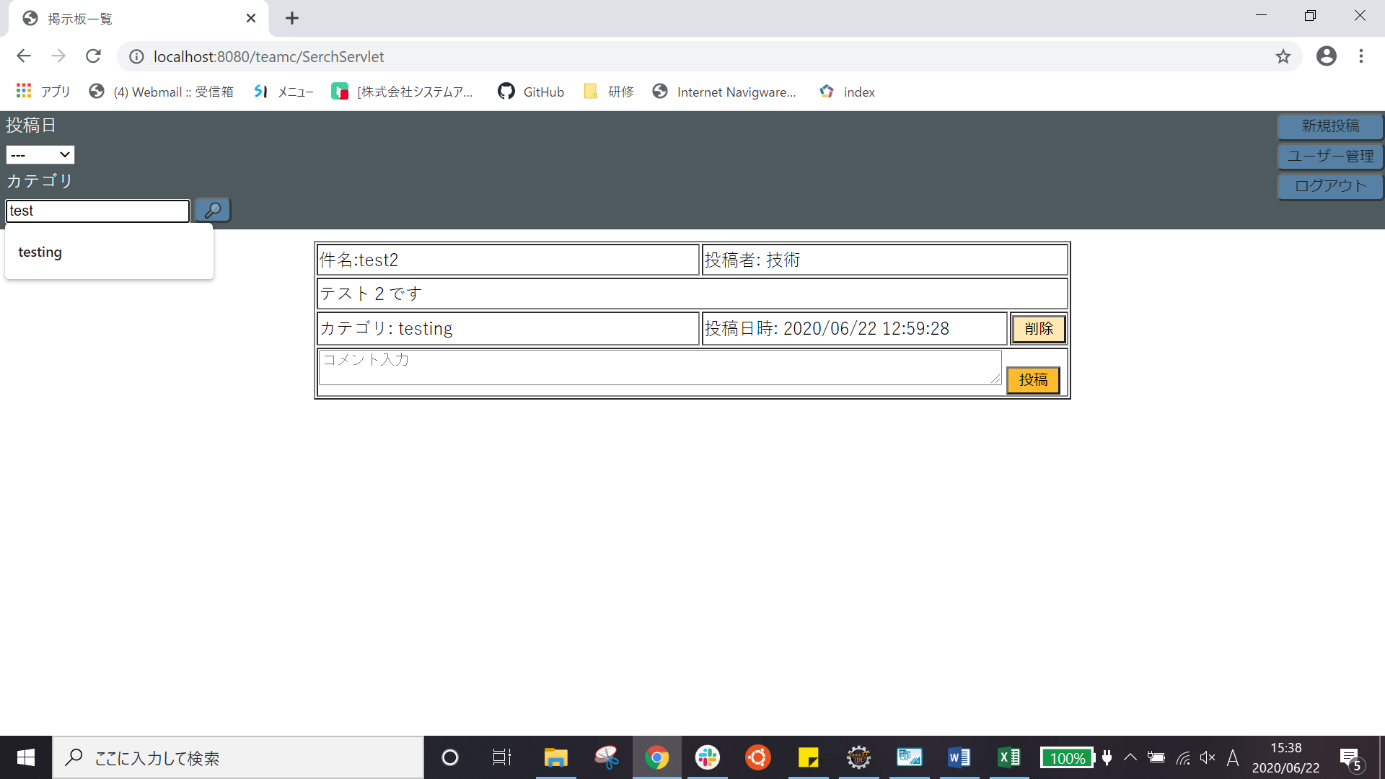 掲示板一覧
localhost:8080/teamc/SerchServlet
アプリ (4) Webmail :: 受信箱 メニュー [株式会社システムア... GitHub 研修 Internet Navigware... index
投稿日
---
カテゴリ
test
testing
新規投稿
ユーザー管理
ログアウト
件名:test2 投稿者: 技術
テスト２です
カテゴリ: testing 投稿日時: 2020/06/22 12:59:28 削除
コメント入力 投稿
ここに入力して検索
100%
A
15:38
2020/06/22
5